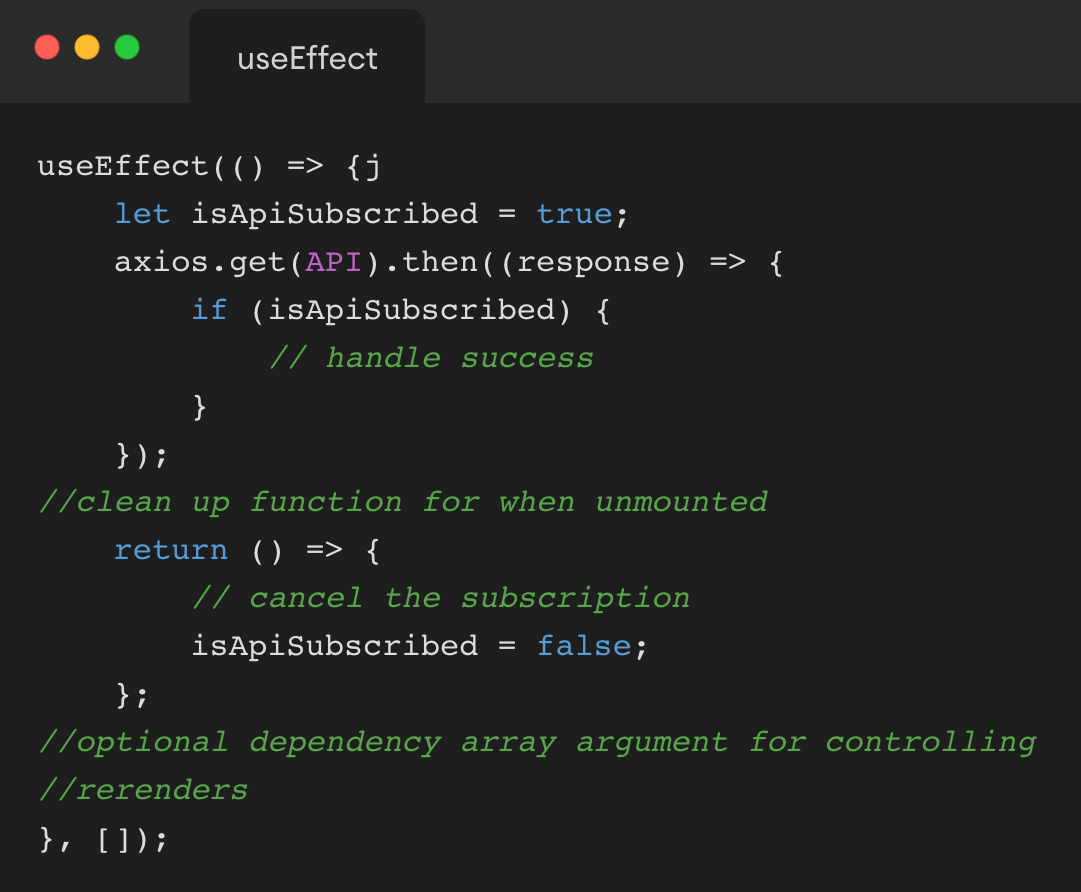 useEffect
useEffect(() => {j
    let isApiSubscribed = true;
    axios.get(API).then((response) => {
        if (isApiSubscribed) {
            // handle success
        }
    });
//clean up function for when unmounted
    return () => {
        // cancel the subscription
        isApiSubscribed = false;
    };
//optional dependency array argument for controlling
//rerenders
}, []);